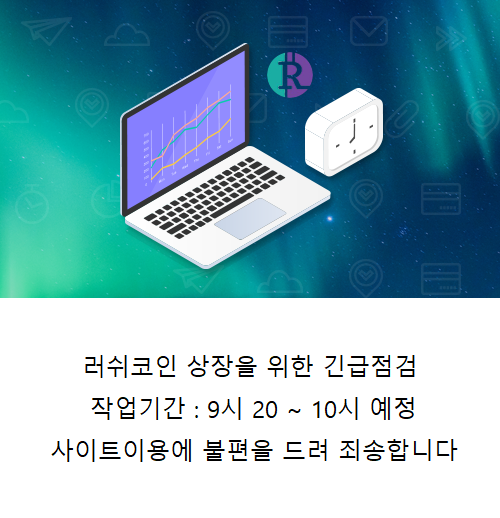 러쉬코인 상장을 위한 긴급점검
작업기간 : 9시 20 ~ 10시 예정
사이트이용에 불편을 드려 죄송합니다